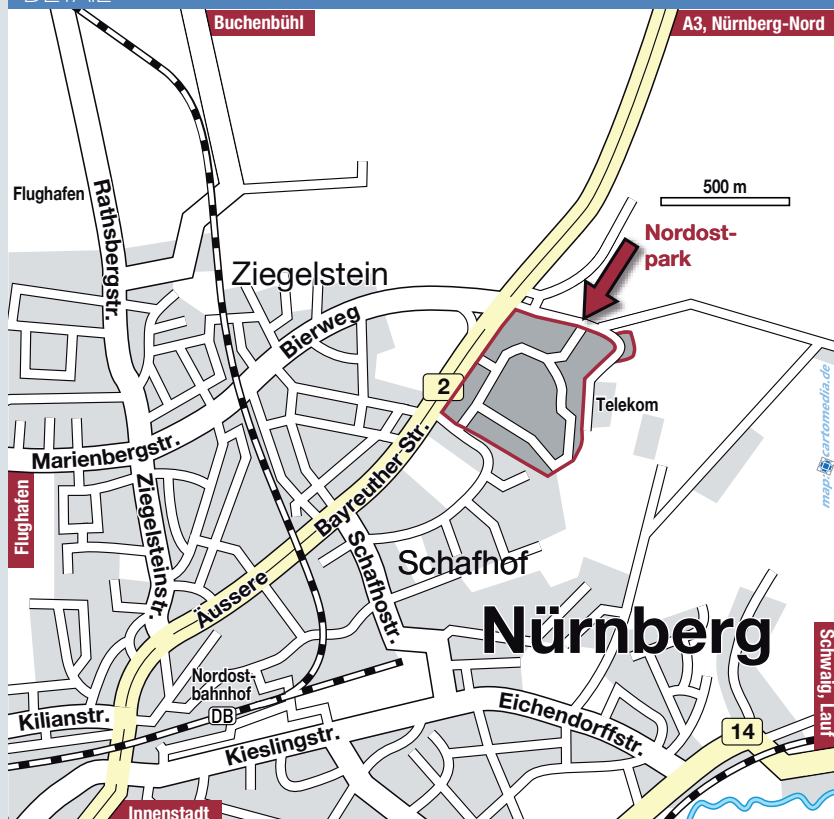 Buchenbühl
A3, Nürnberg-Nord
Flughafen
Rathsbergstr.
500 m
Nordost-
park
Ziegelstein
Bierweg
2
Telekom
map: cartomedia.de
Marienbergstr.
Bayreuther Str.
Flughafen
Ziegelsteinstr.
Schafhostr.
Schafhof
Äussere
Nürnberg
Schwaig, Lauf
Nordost-
bahnhof
DB
Kilianstr.
Kieslingstr.
Eichendorffstr.
14
Innenstadt